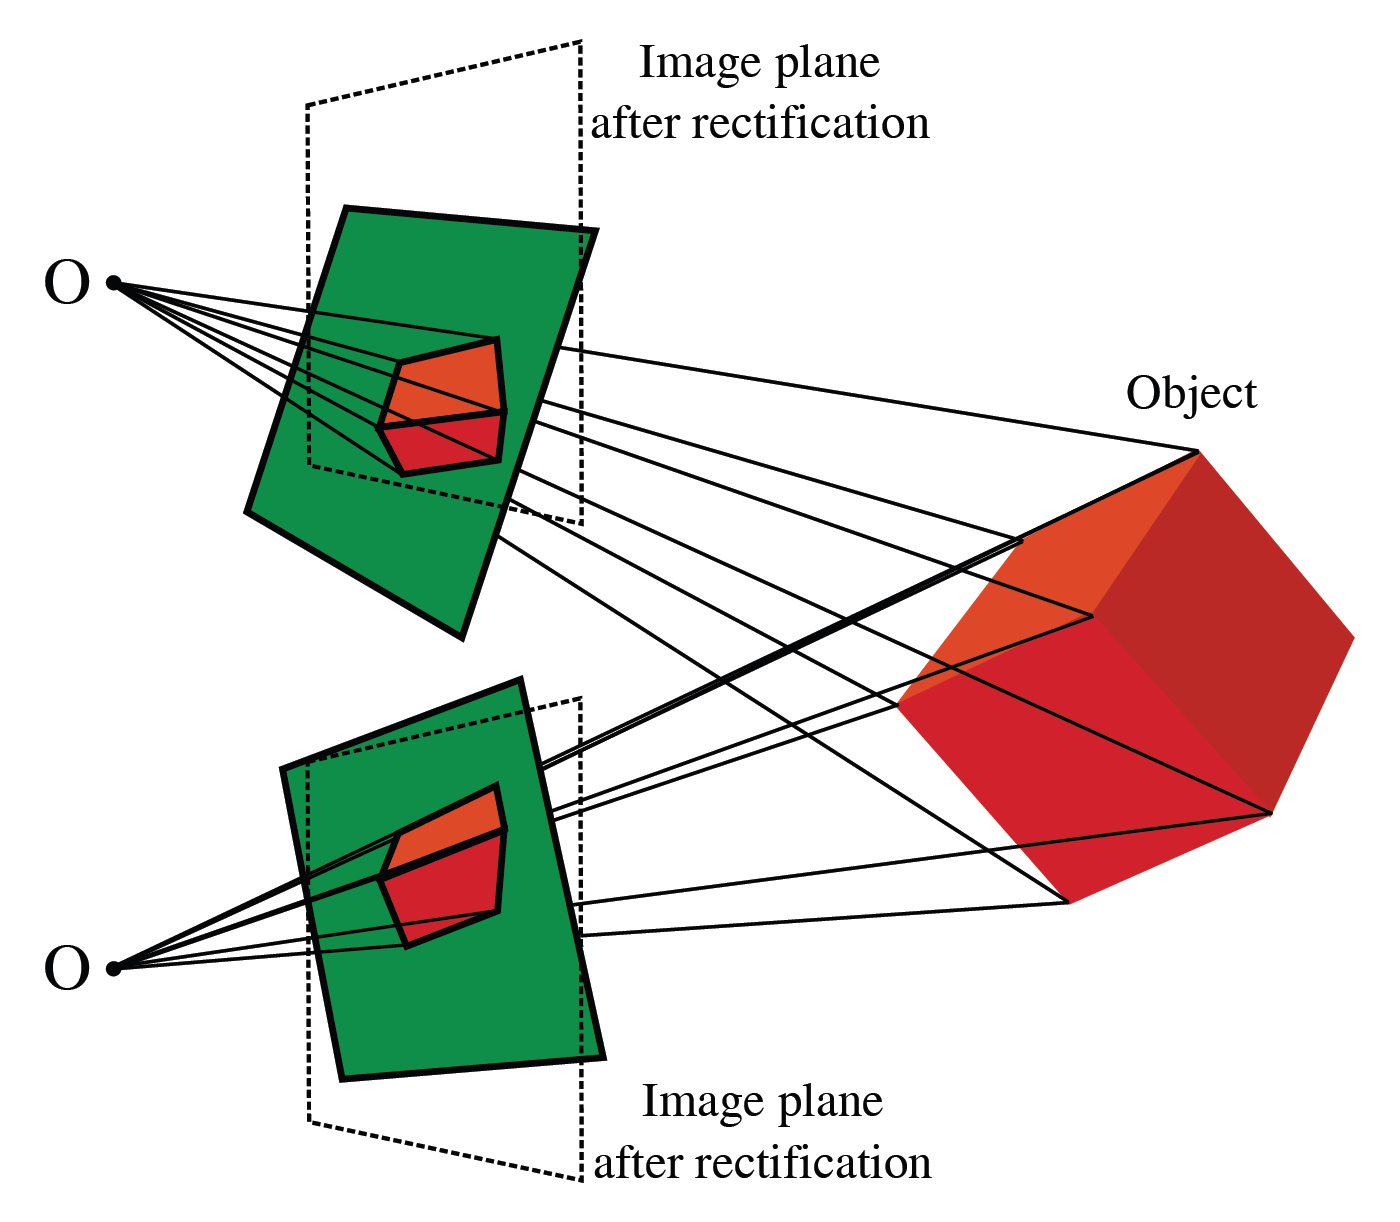 Image plane
after rectification
O
Object
O
Image plane
after rectification